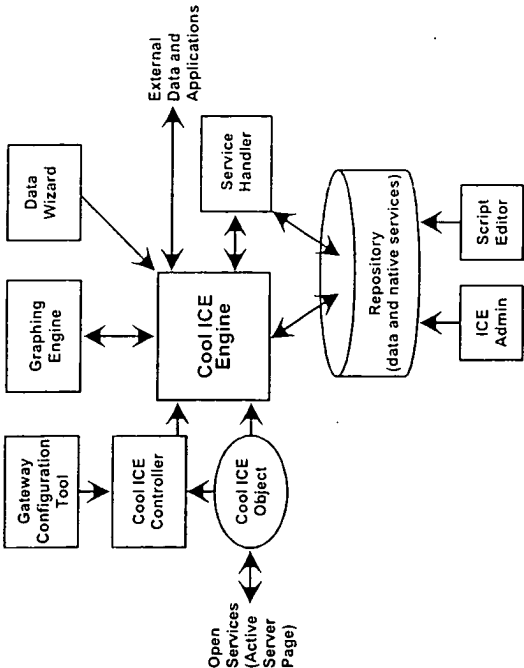 Gateway
Configuration
Tool
Graphing
Engine
Data
Wizard
External
Data and
Applications
Cool ICE
Controller
Cool ICE
Engine
Service
Handler
Open
Services
(Active
Server
Page)
Cool ICE
Object
Repository
(data and native services)
ICE
Admin
Script
Editor